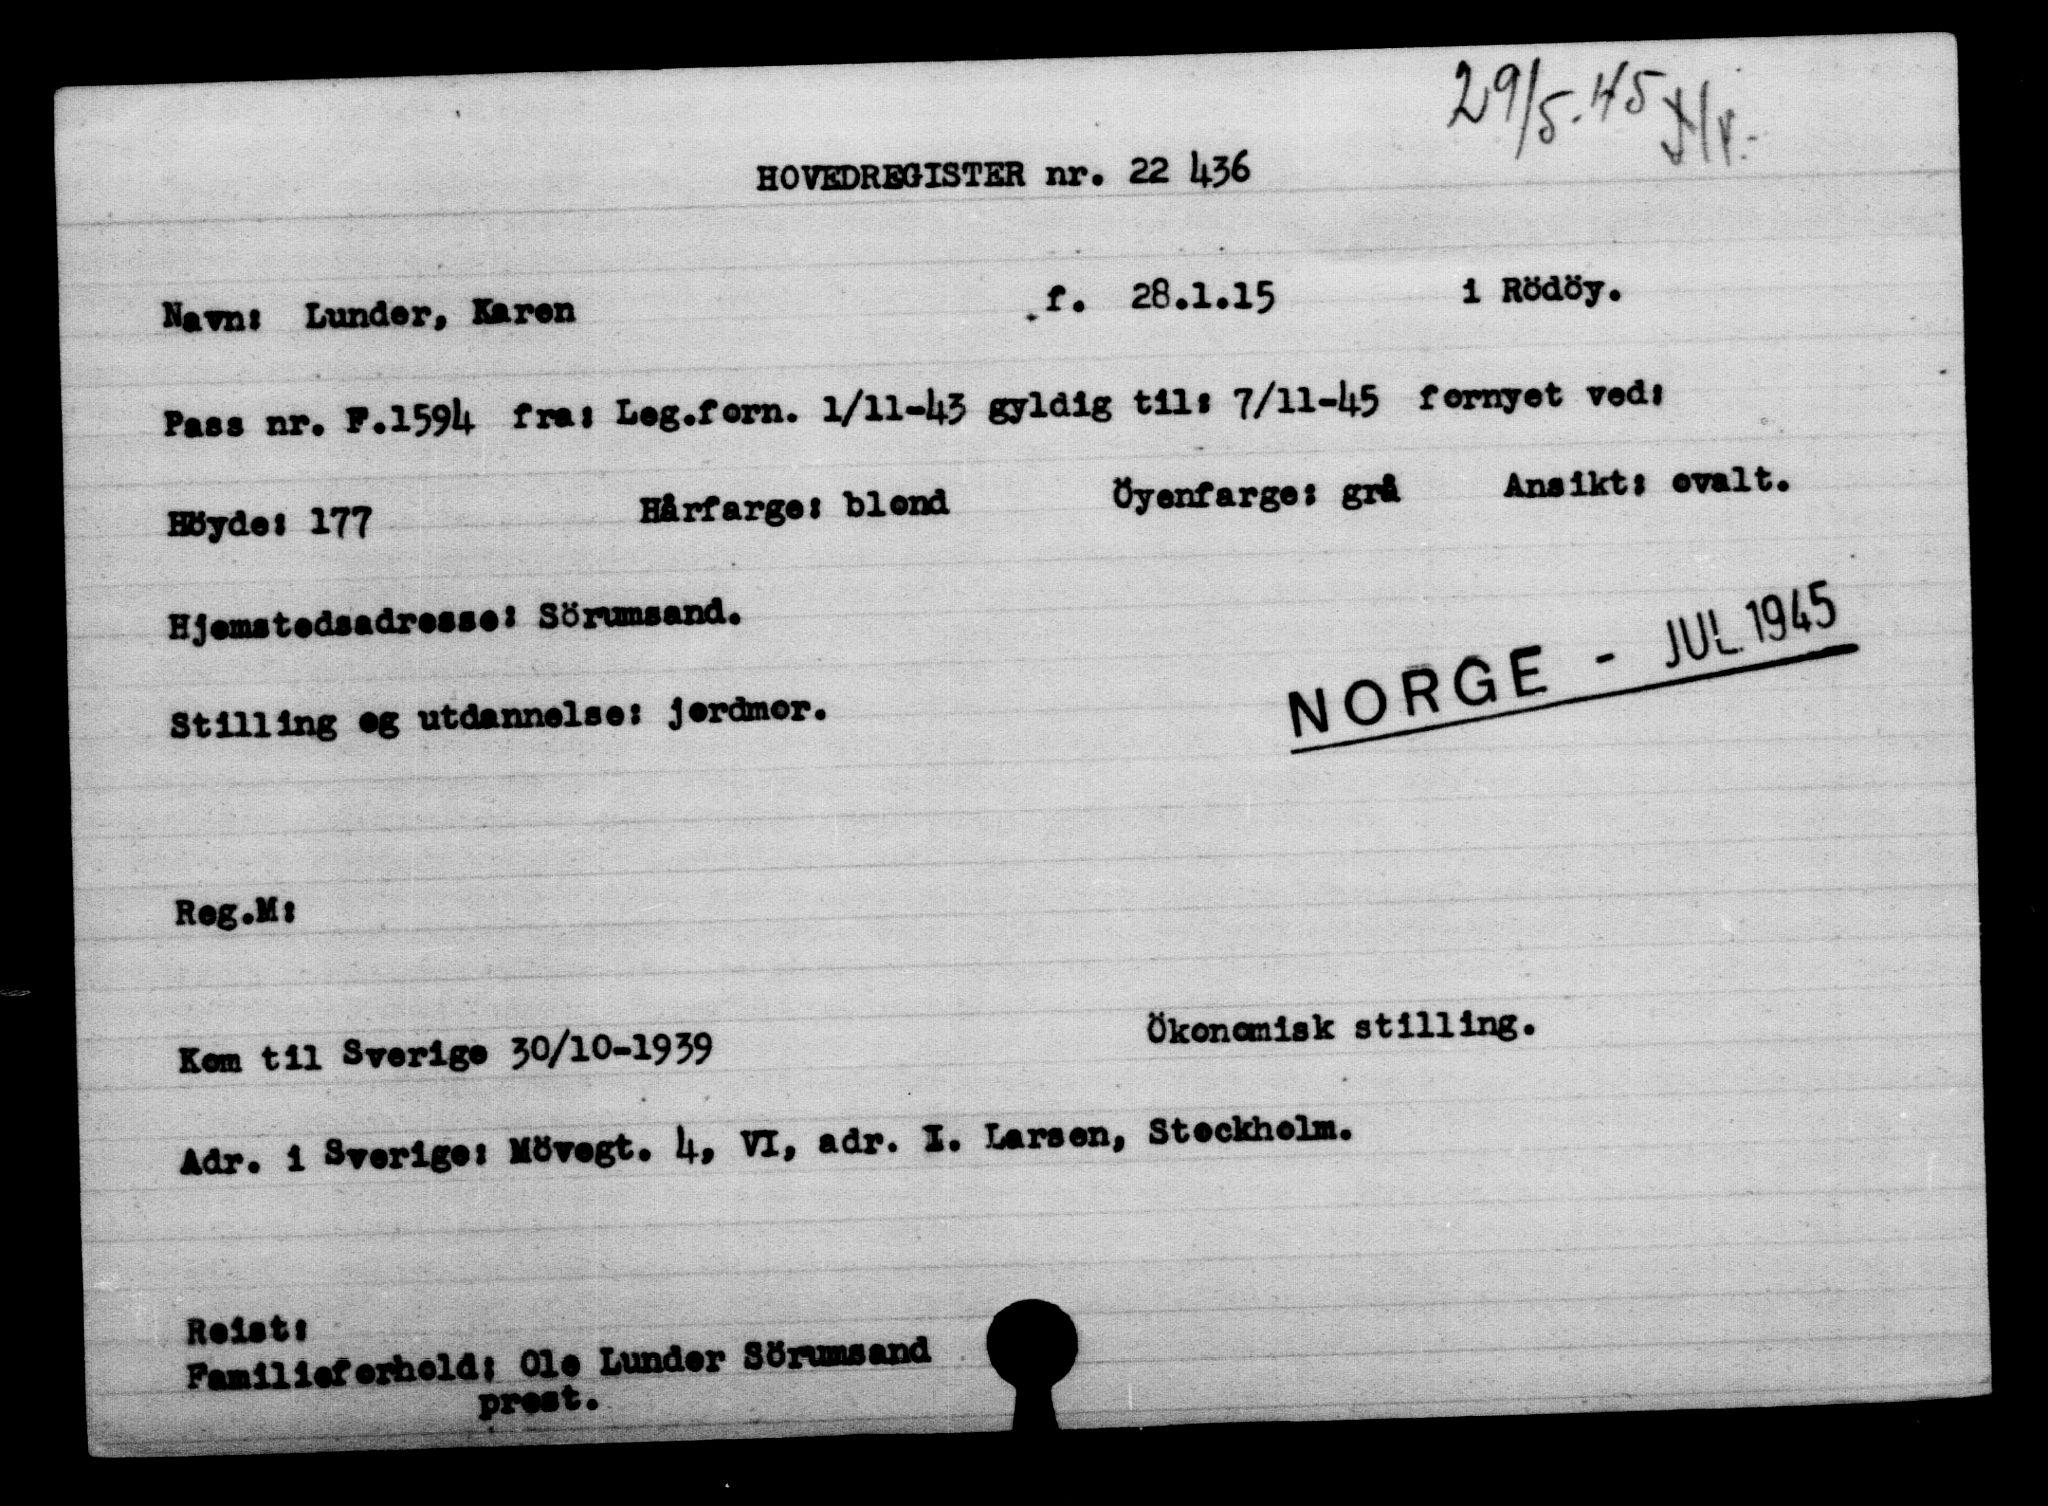 29/5.45
HOVEDREGISTER nr. 22 436
Navn: Lunder, Karen f. 28.1.15 i Rödöy.
Pass nr. F.1594 fra: Leg.forn. 1/11-43 gyldig til: 7/11-45 fornyet ved:
Höyde: 177 Hårfarge: blond Öyenfarge: grå Ansikt: ovalt.
Hjemstedsadresse: Sörumsand.
NORGE - JUL 1945
Stilling og utdannelse: jordmor.
Reg.M:
Kom til Sverige 30/10-1939 Ökonomisk stilling.
Adr. i Sverige: Mövegt. 4, VI, adr. I. Larsen, Stockholm.
Reist:
Familieforhold: Ole Lunder Sörumsand
prest.